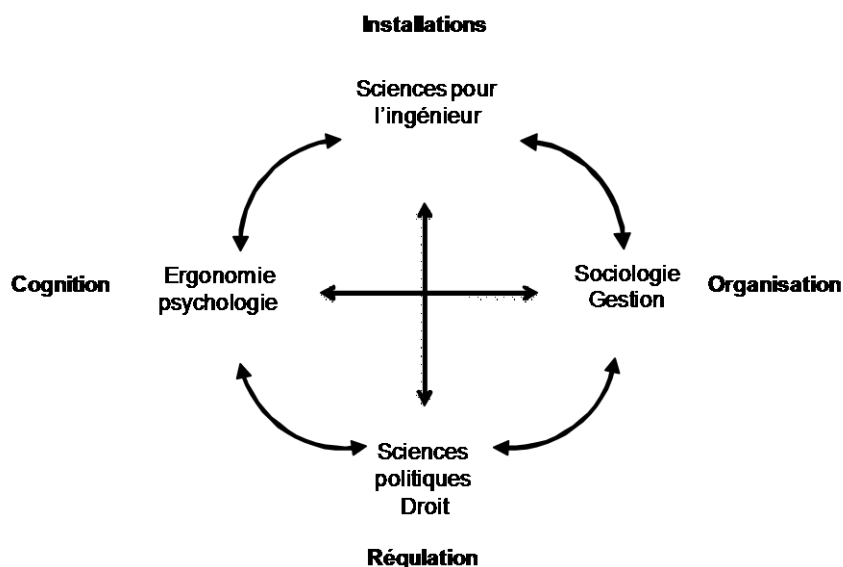 Installations
Sciences pour
l'ingénieur
Cognition
Ergonomie
psychologie
Sociologie
Gestion
Organisation
Sciences
politiques
Droit
Régulation